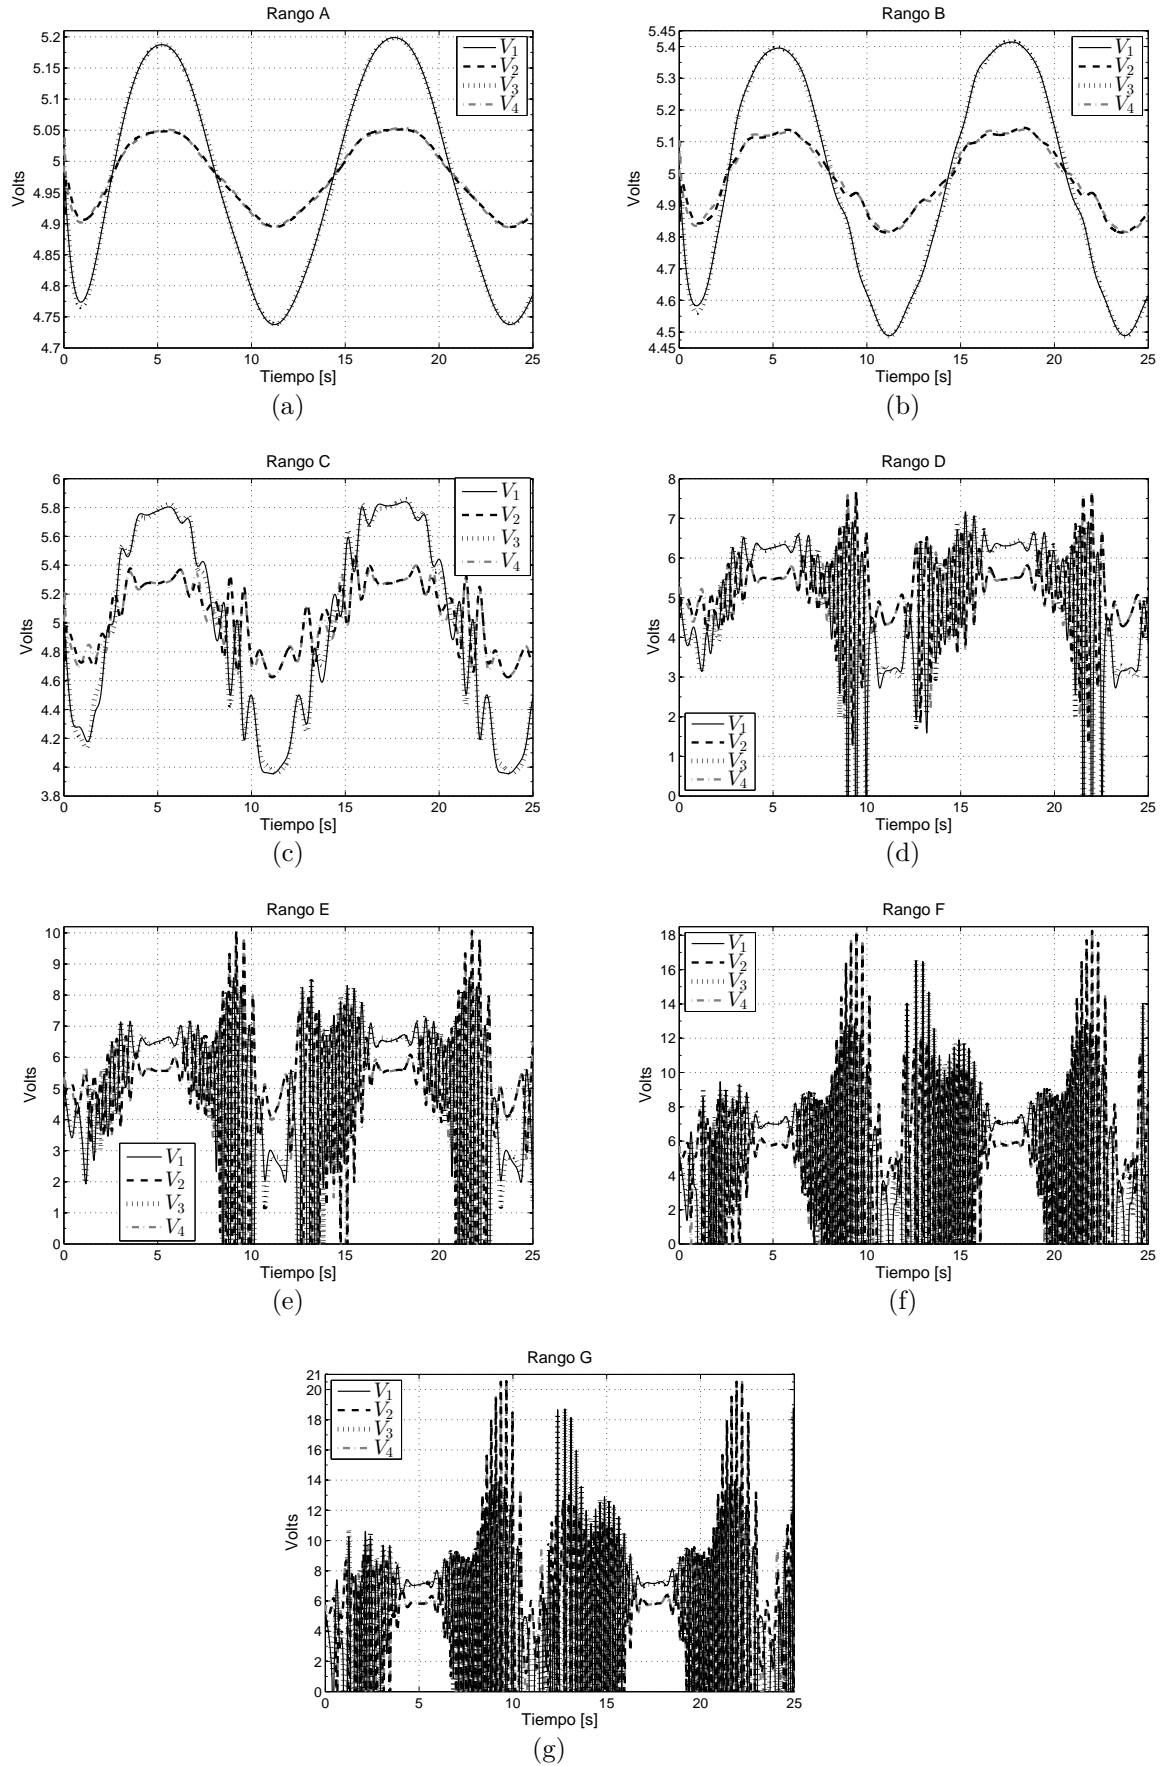 Rango A
5.2
5.15
5.1
5.05
5
4.95
4.9
4.85
4.8
4.75
4.7
Volts
0 5 10 15 20 25
Tiempo [s]
V1
V2
V3
V4
(a)
Rango B
5.45
5.4
5.3
5.2
5.1
5
4.9
4.8
4.7
4.6
4.5
4.45
Volts
0 5 10 15 20 25
Tiempo [s]
V1
V2
V3
V4
(b)
Rango C
6
5.8
5.6
5.4
5.2
5
4.8
4.6
4.4
4.2
4
3.8
Volts
0 5 10 15 20 25
Tiempo [s]
V1
V2
V3
V4
(c)
Rango D
8
7
6
5
4
3
2
1
0
Volts
0 5 10 15 20 25
Tiempo [s]
V1
V2
V3
V4
(d)
Rango E
10
9
8
7
6
5
4
3
2
1
0
Volts
0 5 10 15 20 25
Tiempo [s]
V1
V2
V3
V4
(e)
Rango F
18
16
14
12
10
8
6
4
2
0
Volts
0 5 10 15 20 25
Tiempo [s]
V1
V2
V3
V4
(f)
Rango G
21
20
18
16
14
12
10
8
6
4
2
0
Volts
0 5 10 15 20 25
Tiempo [s]
V1
V2
V3
V4
(g)